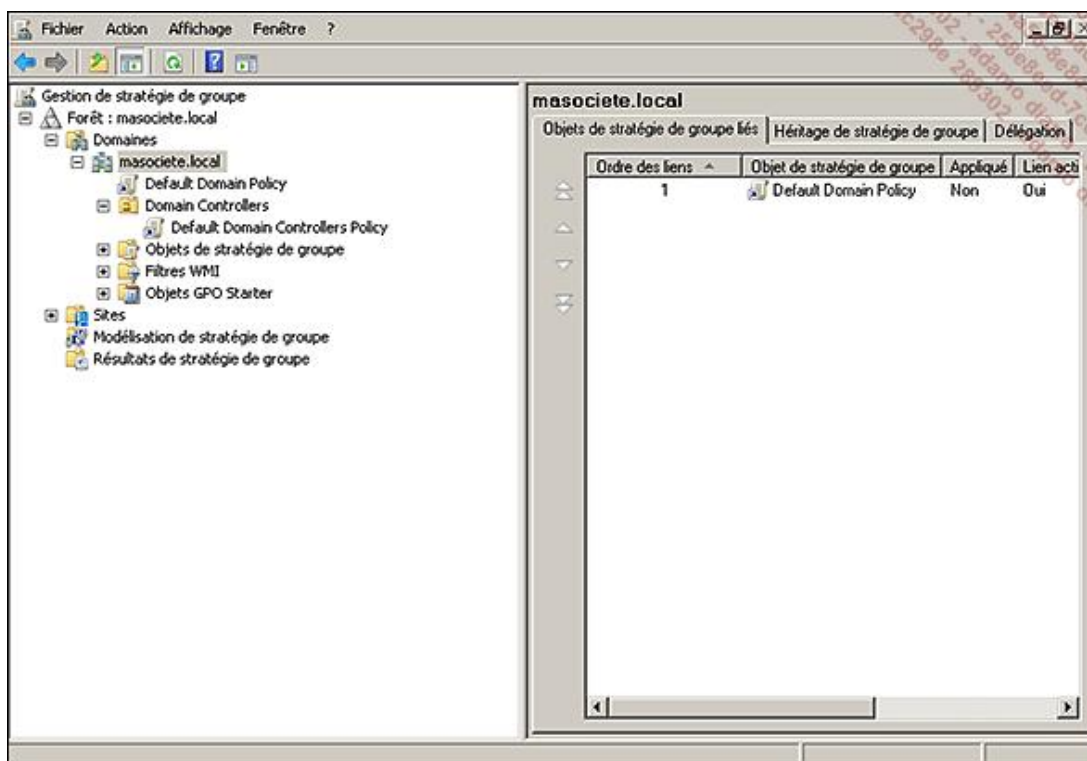 Fichier Action Affichage Fenêtre ?
Gestion de stratégie de groupe
Forêt : masociete.local
Domaines
masociete.local
Default Domain Policy
Domain Controllers
Default Domain Controllers Policy
Objets de stratégie de groupe
Filtres WMI
Objets GPO Starter
Sites
Modélisation de stratégie de groupe
Résultats de stratégie de groupe
masociete.local
Objets de stratégie de groupe liés Héritage de stratégie de groupe Délégation
Ordre des liens Objet de stratégie de groupe Appliqué Lien acti
1 Default Domain Policy Non Oui